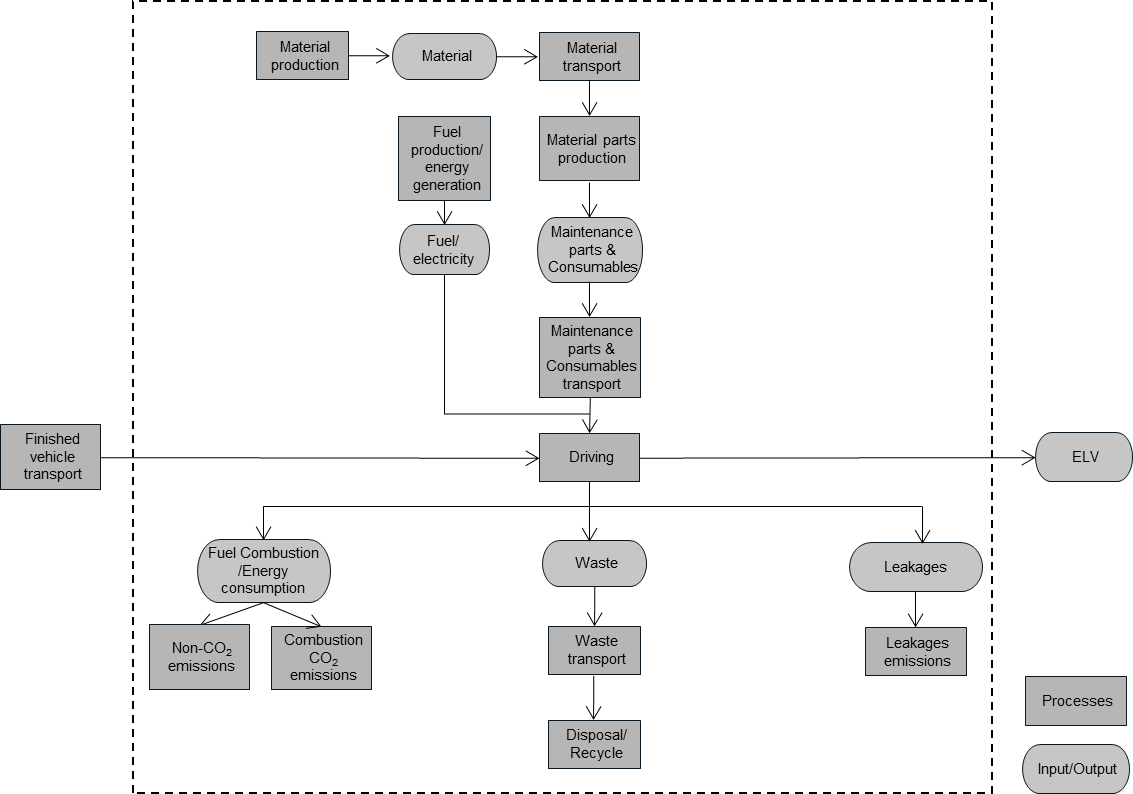 Material
production
Material
Material
transport
Fuel
production/
energy
generation
Material parts
production
Fuel/
electricity
Maintenance
parts &
Consumables
Maintenance
parts &
Consumables
transport
Finished
vehicle
transport
Driving
ELV
Fuel Combustion
/Energy
consumption
Waste
Leakages
Non-CO₂
emissions
Combustion
CO₂
emissions
Waste
transport
Leakages
emissions
Disposal/
Recycle
Processes
Input/Output